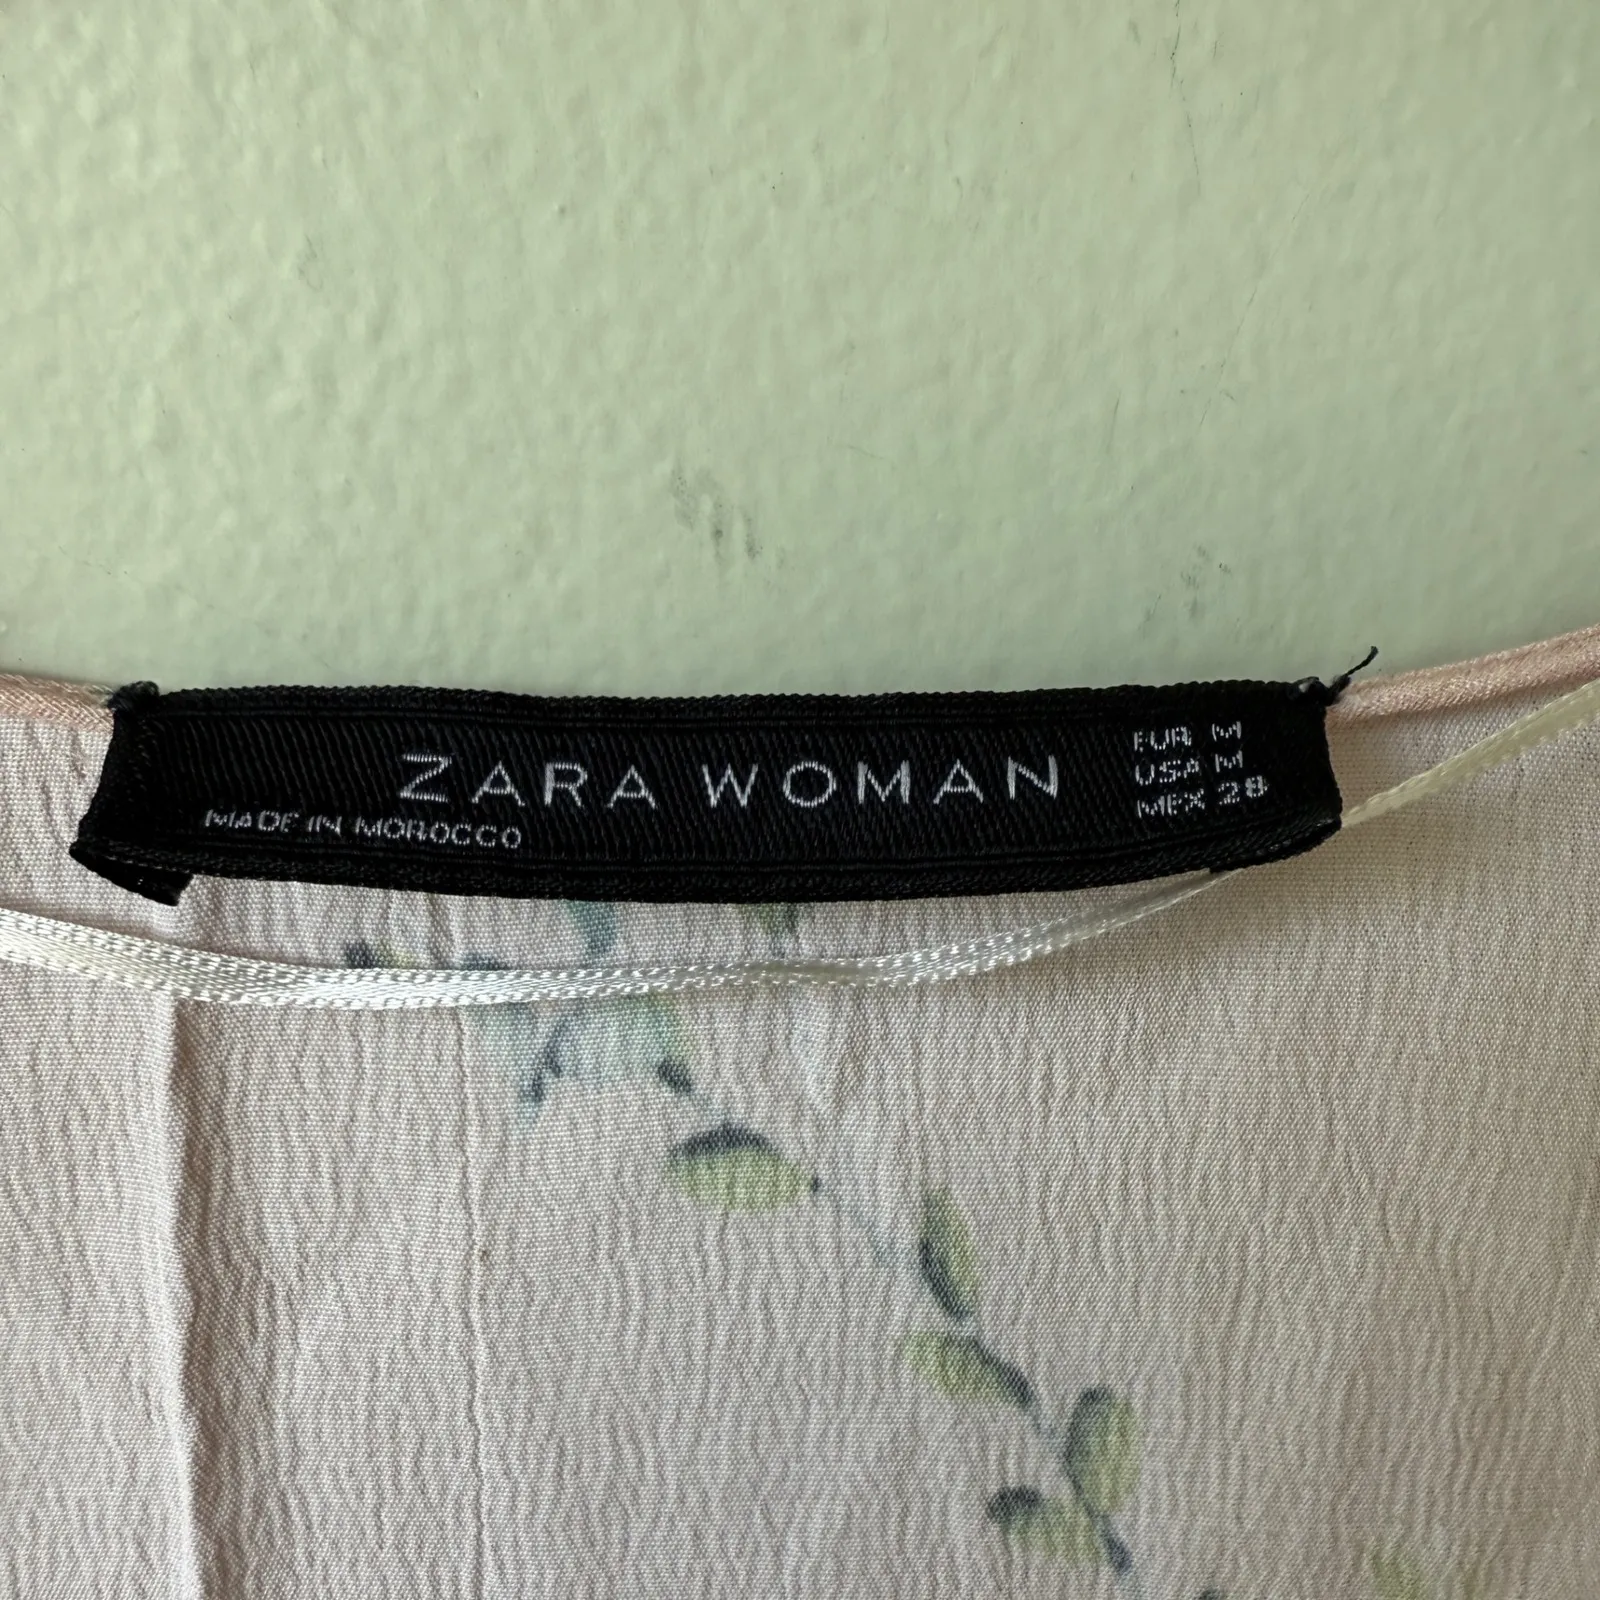 ZARA WOMAN
MADE IN MOROCCO
EUR M
USA M
MEX 28